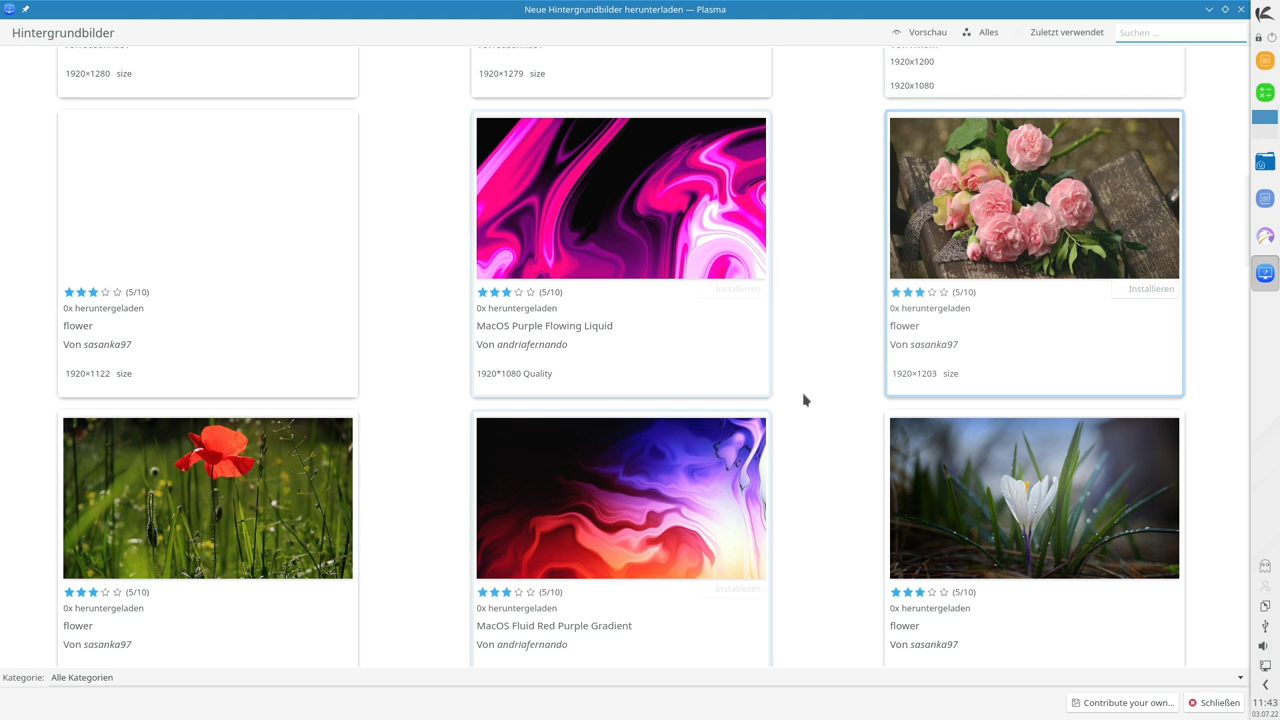 Neue Hintergrundbilder herunterladen — Plasma
Hintergrundbilder
Vorschau
Alles
Zuletzt verwendet
Suchen ...
1920×1280 size
1920×1279 size
1920x1200
1920x1080
(5/10)
0x heruntergeladen
flower
Von sasanka97
1920×1122 size
(5/10)
Installieren
0x heruntergeladen
MacOS Purple Flowing Liquid
Von andriafernando
1920*1080 Quality
(5/10)
Installieren
0x heruntergeladen
flower
Von sasanka97
1920×1203 size
(5/10)
0x heruntergeladen
flower
Von sasanka97
(5/10)
Installieren
0x heruntergeladen
MacOS Fluid Red Purple Gradient
Von andriafernando
(5/10)
0x heruntergeladen
flower
Von sasanka97
Kategorie: Alle Kategorien
Contribute your own...
Schließen
11:43
03.07.22